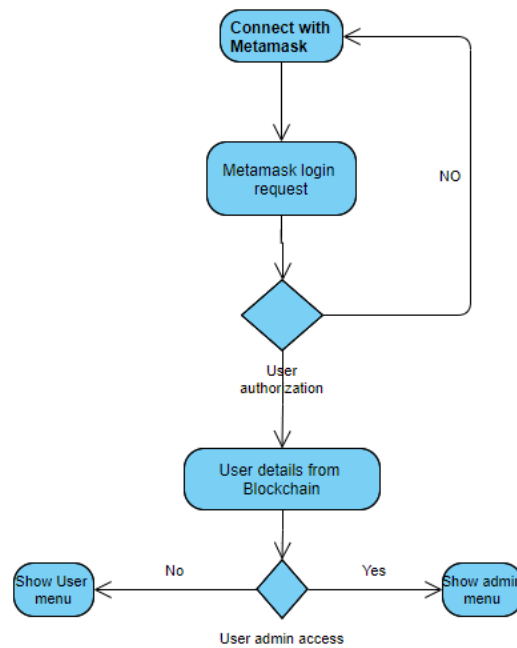 Connect with
Metamask
Metamask login
request
NO
User
authorization
User details from
Blockchain
No
Yes
Show User
menu
Show admin
menu
User admin access